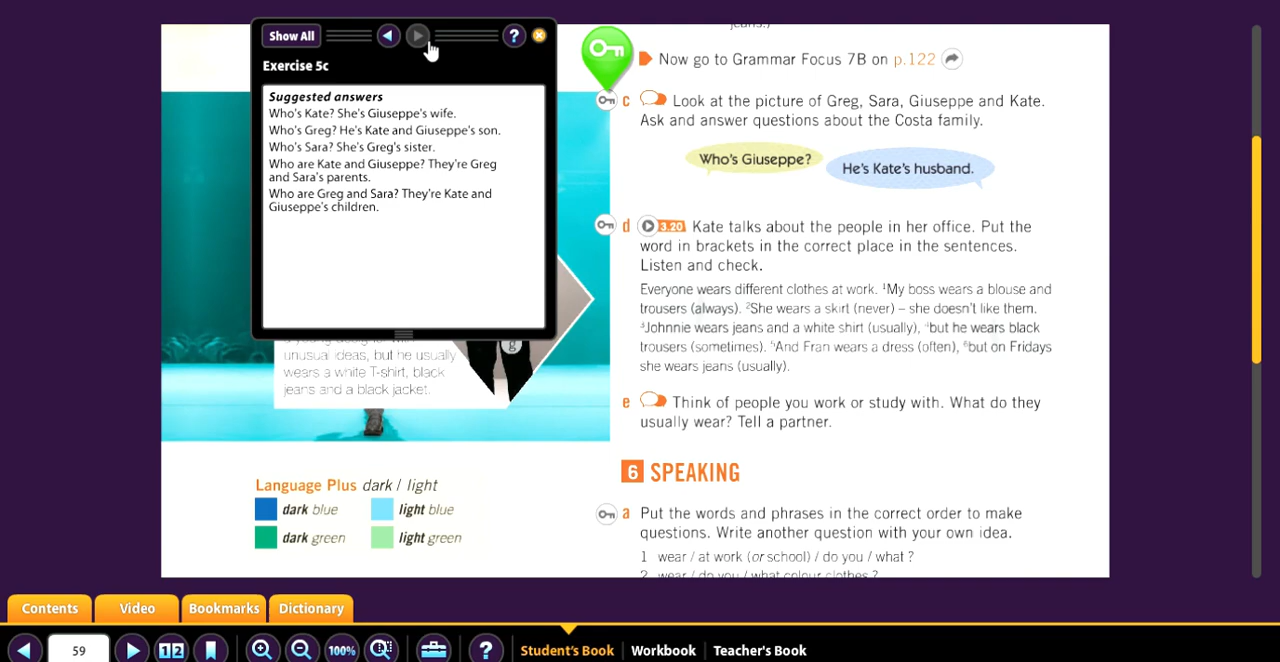 Show All
?
Exercise 5c
Suggested answers
Who's Kate? She's Giuseppe's wife.
Who's Greg? He's Kate and Giuseppe's son.
Who's Sara? She's Greg's sister.
Who are Kate and Giuseppe? They're Greg
and Sara's parents.
Who are Greg and Sara? They're Kate and
Giuseppe's children.
unusual ideas, but he usually
wears a white T-shirt, black
jeans and a black jacket.
g
Language Plus dark / light
dark blue
light blue
dark green
light green
jeans.)
Now go to Grammar Focus 7B on p.122
c Look at the picture of Greg, Sara, Giuseppe and Kate.
Ask and answer questions about the Costa family.
Who's Giuseppe?
He's Kate's husband.
d 3.20 Kate talks about the people in her office. Put the
word in brackets in the correct place in the sentences.
Listen and check.
Everyone wears different clothes at work. ¹My boss wears a blouse and
trousers (always). ²She wears a skirt (never) – she doesn't like them.
³Johnnie wears jeans and a white shirt (usually), ⁴but he wears black
trousers (sometimes). ⁵And Fran wears a dress (often), ⁶but on Fridays
she wears jeans (usually).
e Think of people you work or study with. What do they
usually wear? Tell a partner.
6 SPEAKING
a Put the words and phrases in the correct order to make
questions. Write another question with your own idea.
1 wear / at work (or school) / do you / what ?
2 wear / do you / what colour clothes ?
Contents
Video
Bookmarks
Dictionary
59
12
100%
?
Student's Book
Workbook
Teacher's Book